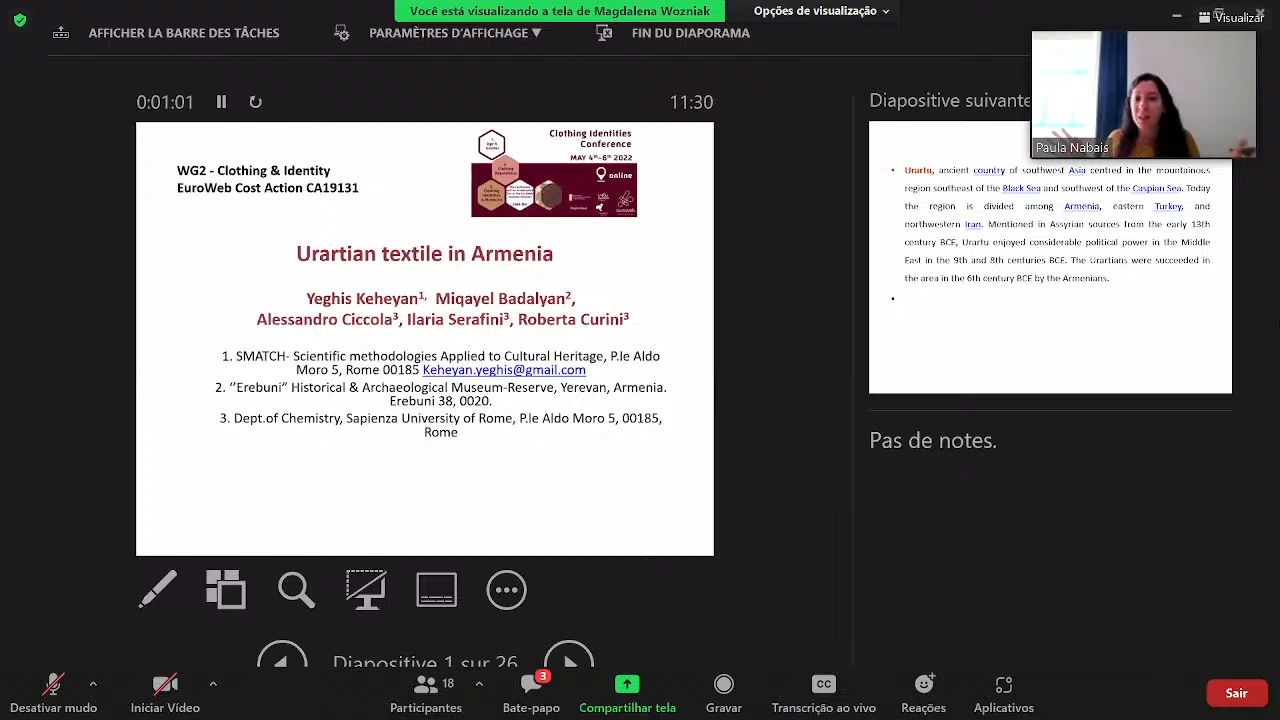 Você está visualizando a tela de Magdalena Wozniak
Opções de visualização
Visualizar
AFFICHER LA BARRE DES TÂCHES
PARAMÈTRES D'AFFICHAGE ▼
FIN DU DIAPORAMA
0:01:01
11:30
Diapositive suivante
Paula Nabais
WG2 - Clothing & Identity
EuroWeb Cost Action CA19131
Clothing Identities
Conference
MAY 4th-6th 2022
online
Urartian textile in Armenia
Yeghis Keheyan1, Miqayel Badalyan2,
Alessandro Ciccola3, Ilaria Serafini3, Roberta Curini3
1. SMATCH- Scientific methodologies Applied to Cultural Heritage, P.le Aldo
Moro 5, Rome 00185 Keheyan.yeghis@gmail.com
2. ‘’Erebuni” Historical & Archaeological Museum-Reserve, Yerevan, Armenia.
Erebuni 38, 0020.
3. Dept.of Chemistry, Sapienza University of Rome, P.le Aldo Moro 5, 00185,
Rome
• Urartu, ancient country of southwest Asia centred in the mountainous
region southeast of the Black Sea and southwest of the Caspian Sea. Today
the region is divided among Armenia, eastern Turkey, and
northwestern Iran. Mentioned in Assyrian sources from the early 13th
century BCE, Urartu enjoyed considerable political power in the Middle
East in the 9th and 8th centuries BCE. The Urartians were succeeded in
the area in the 6th century BCE by the Armenians.
•
Pas de notes.
Diapositive 1 sur 26
Desativar mudo
Iniciar Vídeo
18
Participantes
3
Bate-papo
Compartilhar tela
Gravar
CC
Transcrição ao vivo
Reações
Aplicativos
Sair